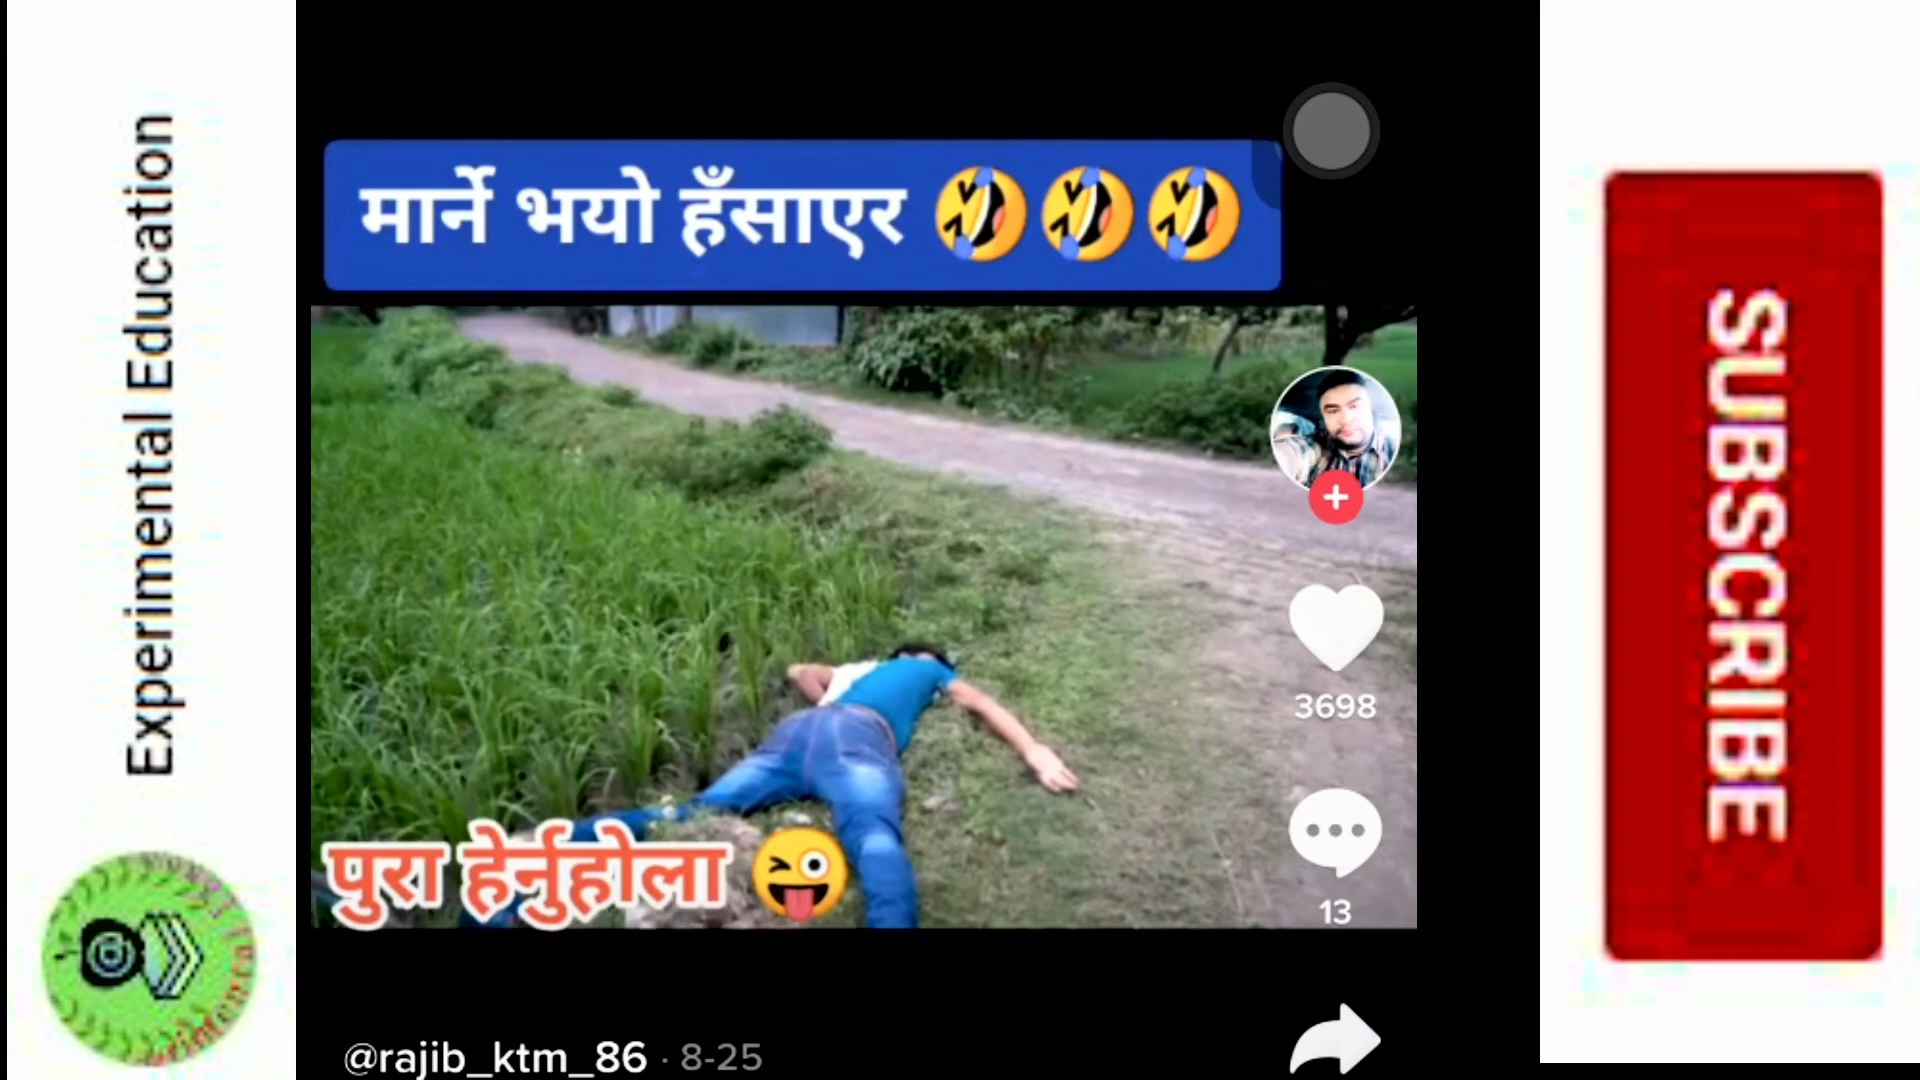 Experimental Education
मार्ने भयो हँसाएर 🤣🤣🤣
3698
13
पुरा हेर्नुहोला 😜
@rajib_ktm_86 · 8-25
SUBSCRIBE